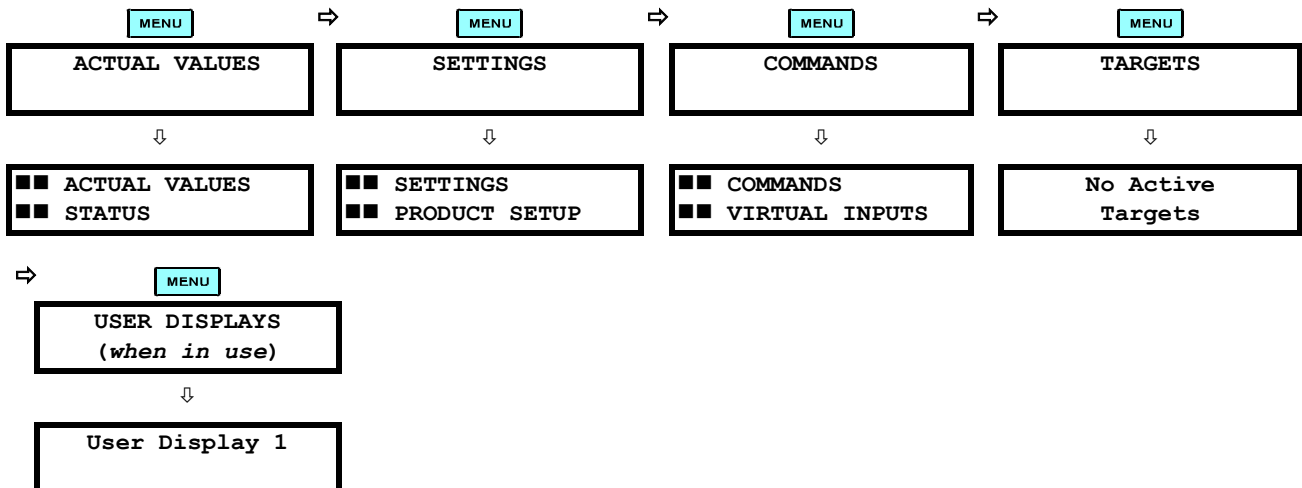 MENU MENU MENU MENU
ACTUAL VALUES SETTINGS COMMANDS TARGETS
ACTUAL VALUES SETTINGS COMMANDS No Active
STATUS PRODUCT SETUP VIRTUAL INPUTS Targets
MENU
USER DISPLAYS
(when in use)
User Display 1